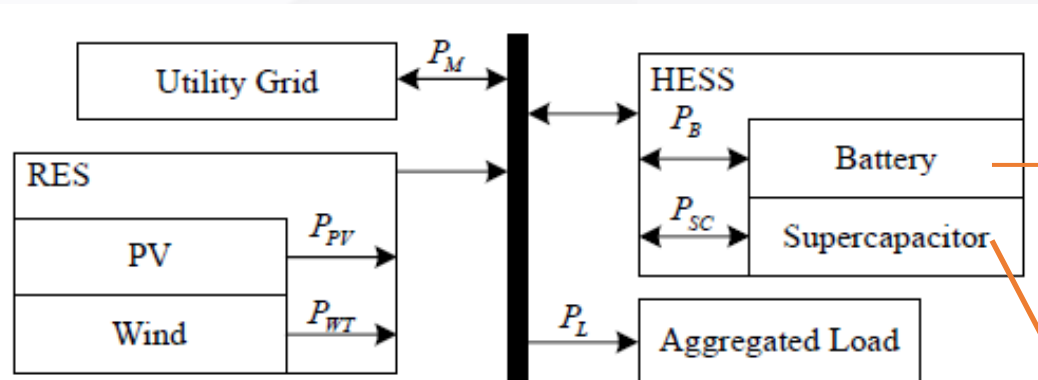 Utility Grid
P_M
RES
PV
P_PV
Wind
P_WT
HESS
P_B
Battery
P_SC
Supercapacitor
P_L
Aggregated Load